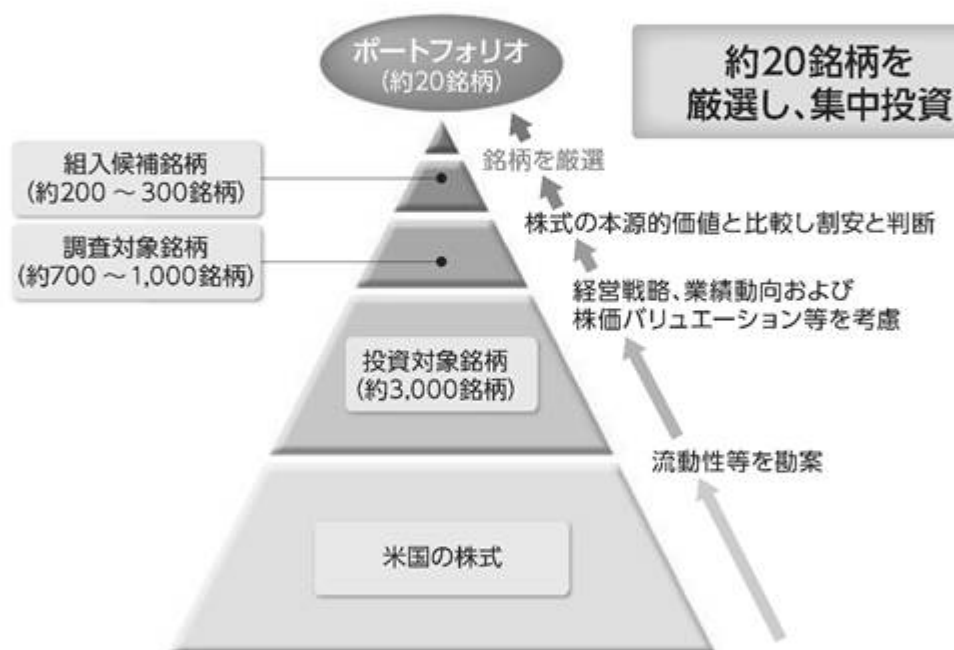 ポートフォリオ
(約20銘柄)
約20銘柄を
厳選し、集中投資
銘柄を厳選
組入候補銘柄
(約200 ～ 300銘柄)
株式の本源的価値と比較し割安と判断
調査対象銘柄
(約700 ～ 1,000銘柄)
経営戦略、業績動向および
株価バリュエーション等を考慮
投資対象銘柄
(約3,000銘柄)
流動性等を勘案
米国の株式